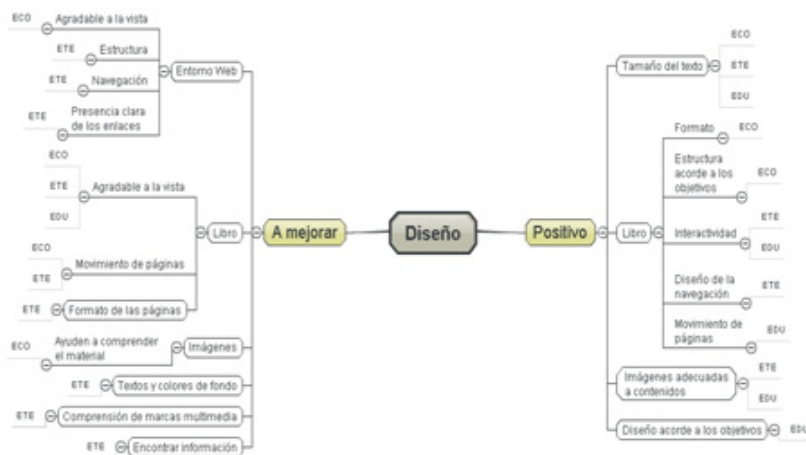 Diseño
A mejorar
Entorno Web
Agradable a la vista
ECO
Estructura
ETE
Navegación
ETE
Presencia clara
de los enlaces
ETE
Libro
Agradable a la vista
ECO
ETE
EDU
Movimiento de páginas
ECO
ETE
Formato de las páginas
ETE
Imágenes
Ayuden a comprender
el material
ECO
Textos y colores de fondo
ETE
Comprensión de marcas multimedia
ETE
Encontrar información
ETE
Positivo
Tamaño del texto
ECO
ETE
EDU
Libro
Formato
ECO
Estructura
acorde a los
objetivos
ECO
Interactividad
ETE
EDU
Diseño de la
navegación
ETE
Movimiento de
páginas
EDU
Imágenes adecuadas
a contenidos
ETE
EDU
Diseño acorde a los objetivos
EDU